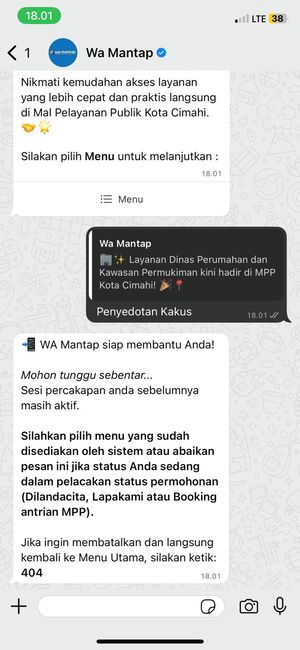 18.01
LTE 38
1
WA MANTAP
Wa Mantap
Nikmati kemudahan akses layanan
yang lebih cepat dan praktis langsung
di Mal Pelayanan Publik Kota Cimahi.
🤝🌟
Silakan pilih Menu untuk melanjutkan :
18.01
Menu
Wa Mantap
🏢✨ Layanan Dinas Perumahan dan
Kawasan Permukiman kini hadir di MPP
Kota Cimahi! 🎉📍
Penyedotan Kakus
18.01
📲 WA Mantap siap membantu Anda!
Mohon tunggu sebentar...
Sesi percakapan anda sebelumnya
masih aktif.
Silahkan pilih menu yang sudah
disediakan oleh sistem atau abaikan
pesan ini jika status Anda sedang
dalam pelacakan status permohonan
(Dilandacita, Lapakami atau Booking
antrian MPP).
Jika ingin membatalkan dan langsung
kembali ke Menu Utama, silakan ketik:
404
18.01